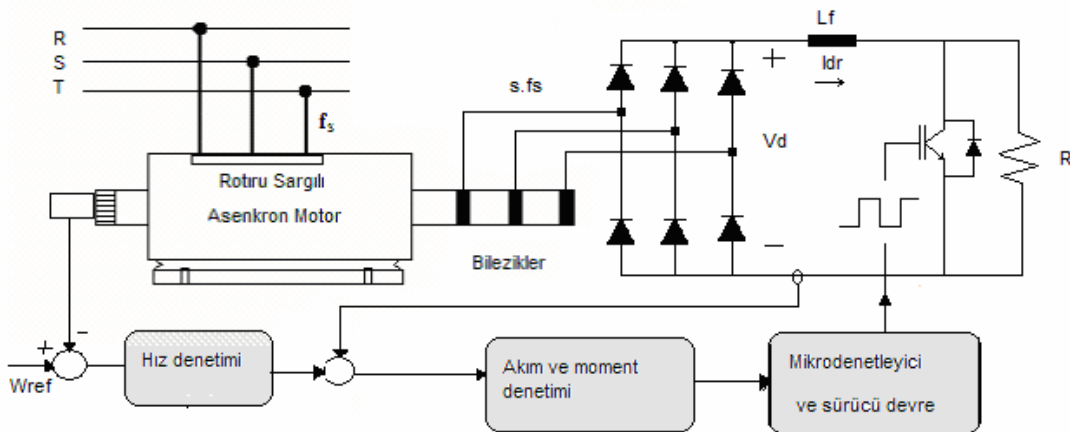 R
S
T
fs
Rotıru Sargılı
Asenkron Motor
Bilezikler
s.fs
+
Vd
−
Lf
Idr
R
Wref
+
−
Hız denetimi
Akım ve moment
denetimi
Mikrodenetleyici
ve sürücü devre